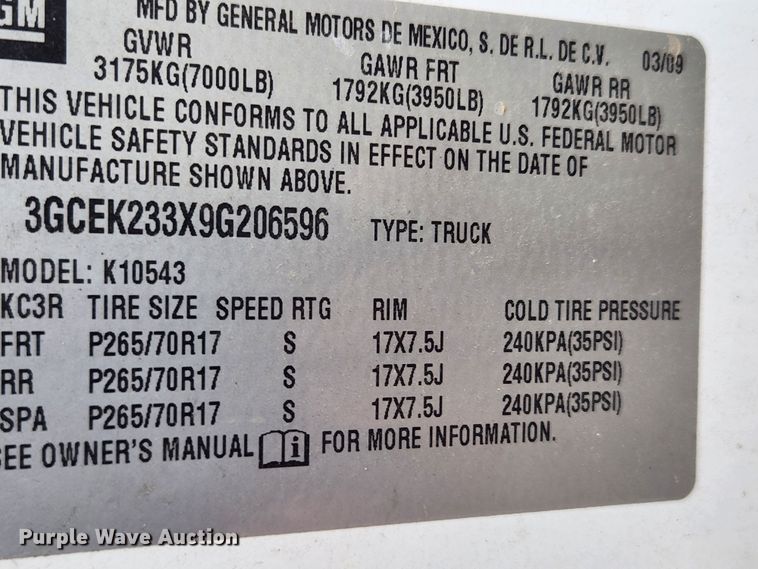 GM
MFD BY GENERAL MOTORS DE MEXICO, S. DE R.L. DE C.V. 03/09
GVWR GAWR FRT GAWR RR
3175KG(7000LB) 1792KG(3950LB) 1792KG(3950LB)
THIS VEHICLE CONFORMS TO ALL APPLICABLE U.S. FEDERAL MOTOR
VEHICLE SAFETY STANDARDS IN EFFECT ON THE DATE OF
MANUFACTURE SHOWN ABOVE.
3GCEK233X9G206596 TYPE: TRUCK
MODEL: K10543
KC3R TIRE SIZE SPEED RTG RIM COLD TIRE PRESSURE
FRT P265/70R17 S 17X7.5J 240KPA(35PSI)
RR P265/70R17 S 17X7.5J 240KPA(35PSI)
SPA P265/70R17 S 17X7.5J 240KPA(35PSI)
SEE OWNER'S MANUAL FOR MORE INFORMATION.
Purple Wave Auction